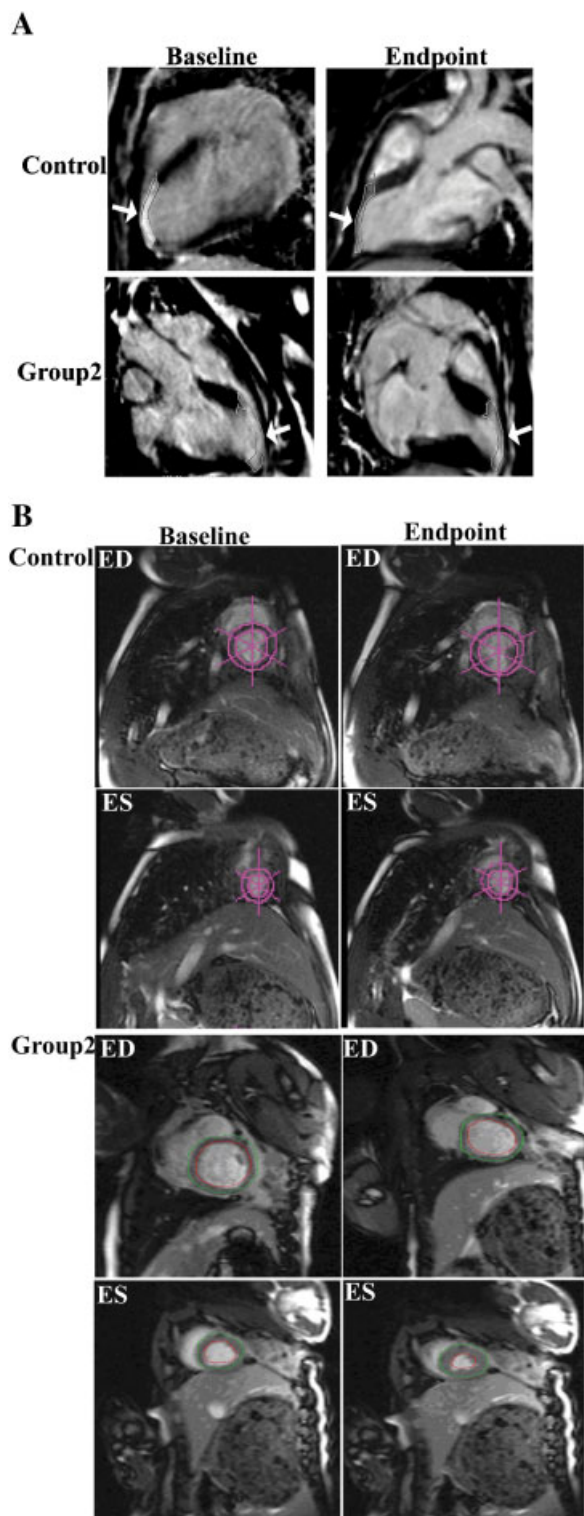 A
Baseline Endpoint
Control
Group2
B
Baseline Endpoint
Control ED ED
ES ES
Group2 ED ED
ES ES